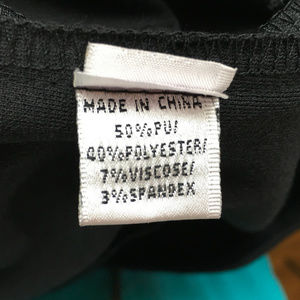 MADE IN CHINA
50%PU/
40%POLYESTER/
7%VISCOSE/
3%SPANDEX